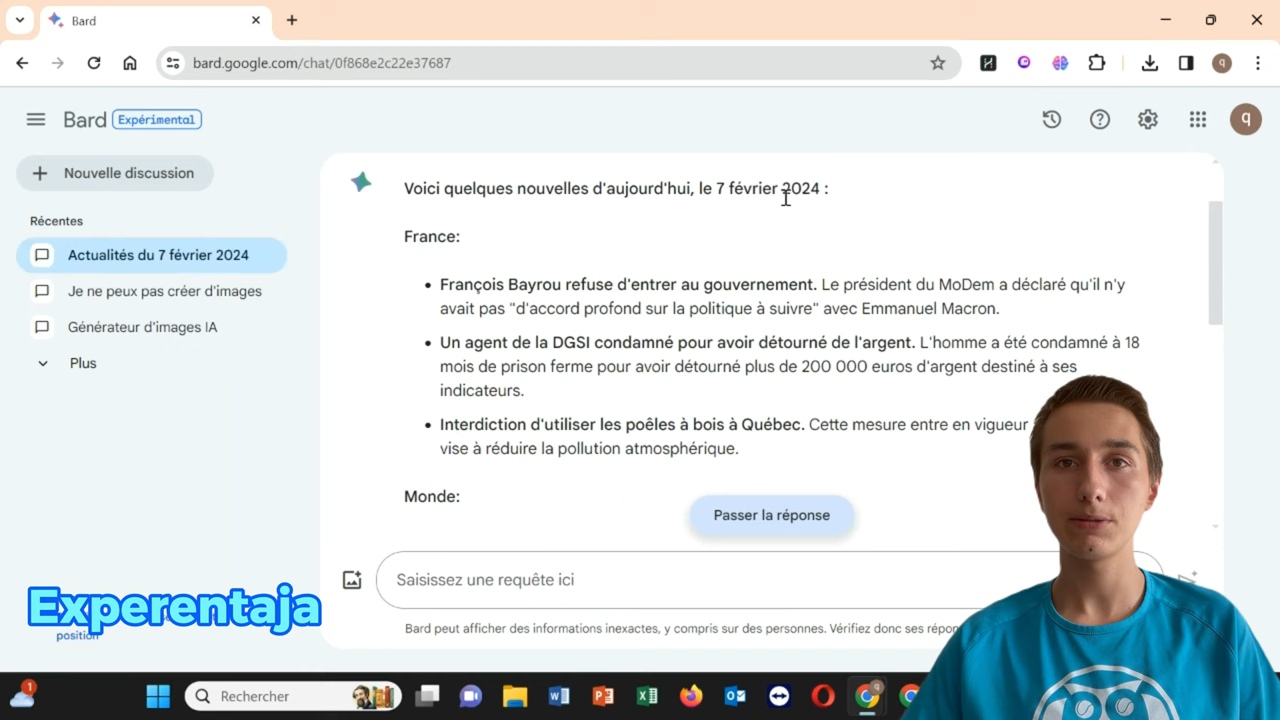 Bard
bard.google.com/chat/0f868e2c22e37687
q
Bard Expérimental
q
Nouvelle discussion
Récentes
Actualités du 7 février 2024
Je ne peux pas créer d'images
Générateur d'images IA
Plus
Voici quelques nouvelles d'aujourd'hui, le 7 février 2024 :
France:
• François Bayrou refuse d'entrer au gouvernement. Le président du MoDem a déclaré qu'il n'y
avait pas "d'accord profond sur la politique à suivre" avec Emmanuel Macron.
• Un agent de la DGSI condamné pour avoir détourné de l'argent. L'homme a été condamné à 18
mois de prison ferme pour avoir détourné plus de 200 000 euros d'argent destiné à ses
indicateurs.
• Interdiction d'utiliser les poêles à bois à Québec. Cette mesure entre en vigueur
vise à réduire la pollution atmosphérique.
Monde:
Passer la réponse
Saisissez une requête ici
Bard peut afficher des informations inexactes, y compris sur des personnes. Vérifiez donc ses
Experentaja
position
1
Rechercher